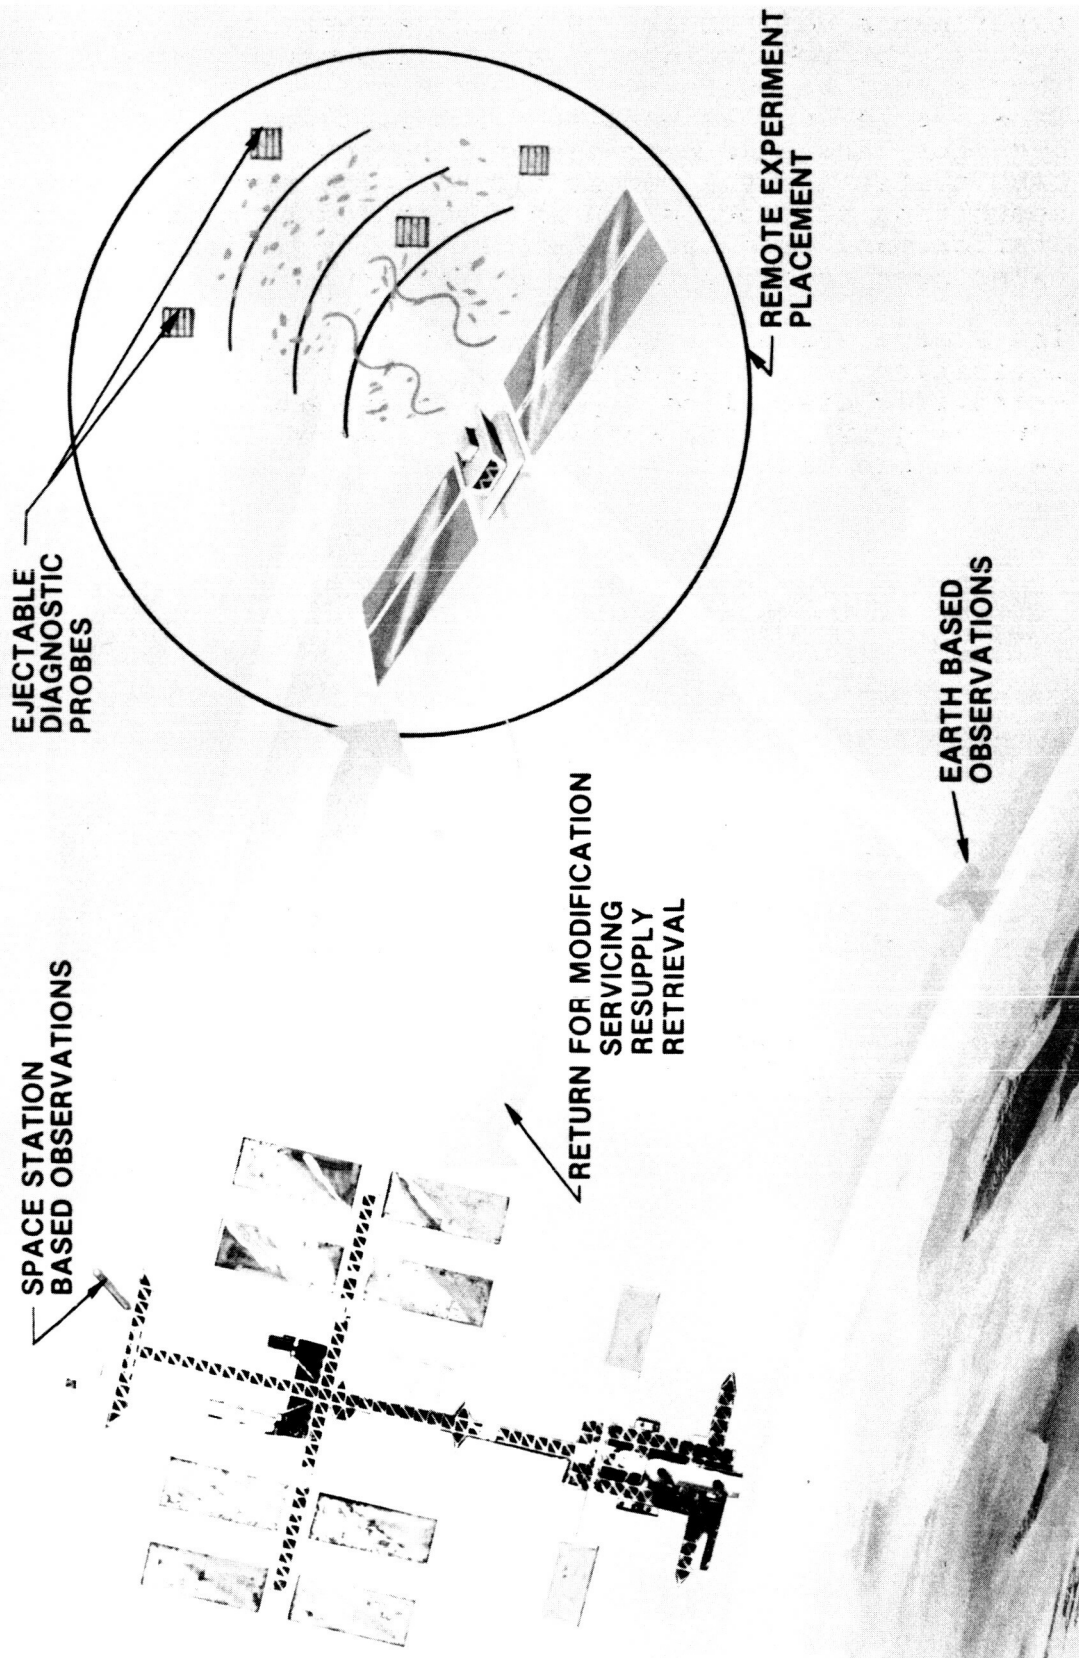 SPACE STATION
BASED OBSERVATIONS
EJECTABLE
DIAGNOSTIC
PROBES
RETURN FOR MODIFICATION
SERVICING
RESUPPLY
RETRIEVAL
REMOTE EXPERIMENT
PLACEMENT
EARTH BASED
OBSERVATIONS